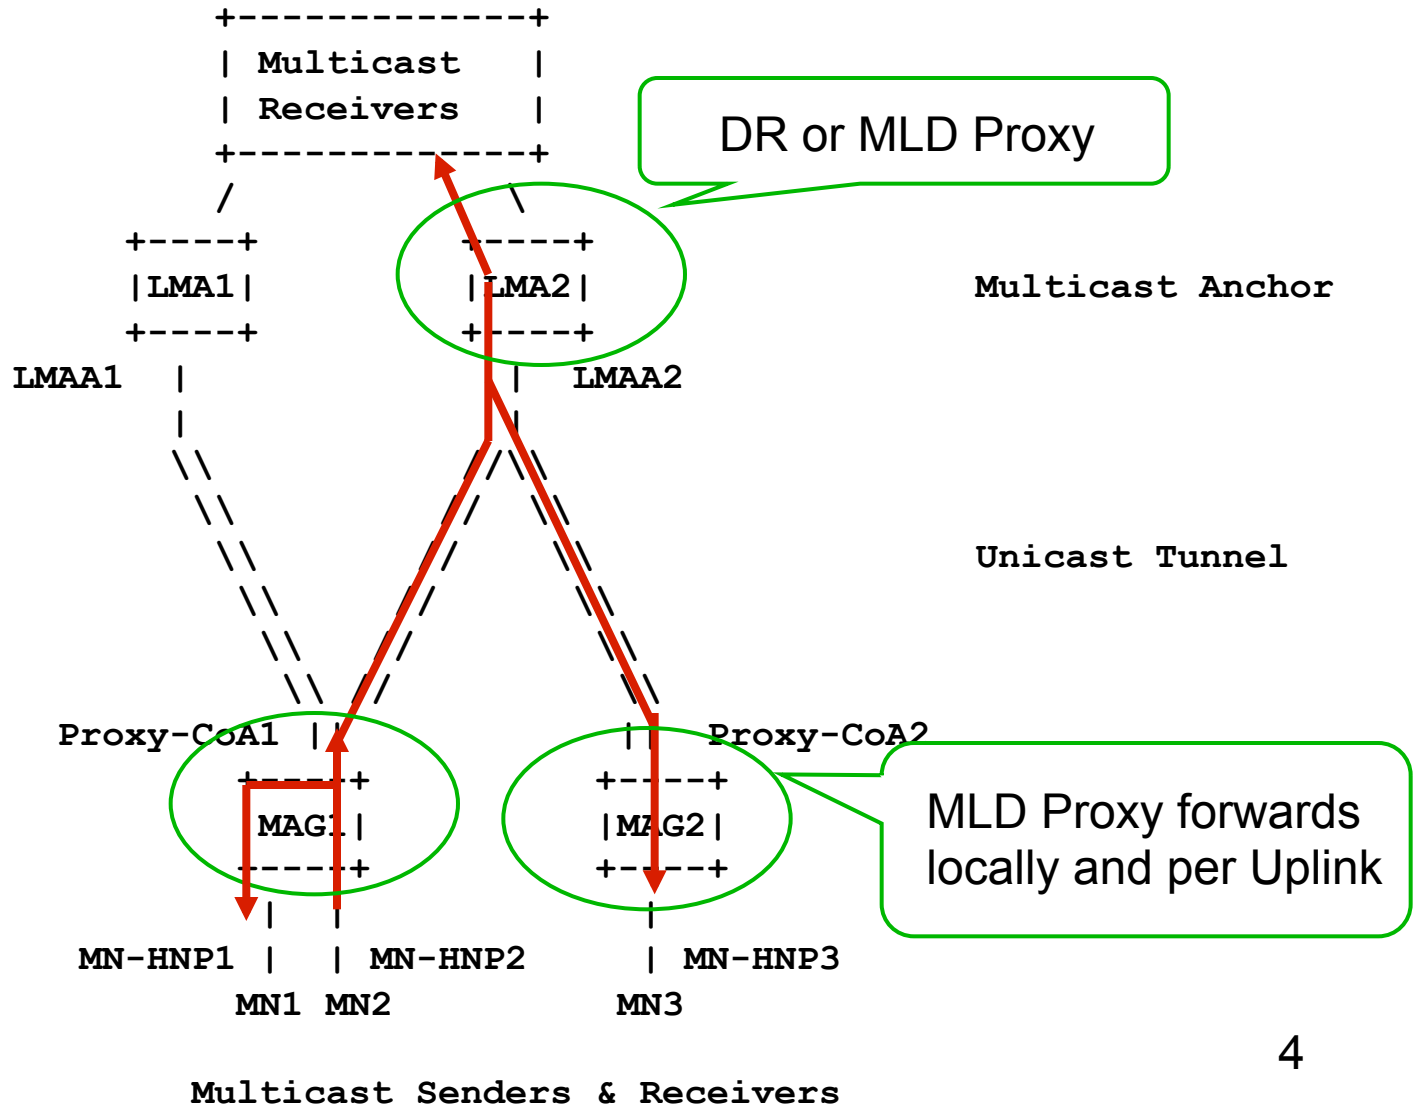 +-------------+
| Multicast |
| Receivers |
+-------------+
DR or MLD Proxy
/ \
+----+ +-----+
|LMA1| |LMA2| Multicast Anchor
+----+ +-----+
LMAA1 | | LMAA2
| |
\\ // \\
\\ // \\
\\ // \\ Unicast Tunnel
\\ // \\
\\ // \\
\\ // \\
Proxy-CoA1 || || Proxy-CoA2
+-----+ +-----+
|MAG1| |MAG2|
+-----+ +-----+
MLD Proxy forwards
locally and per Uplink
| | |
MN-HNP1 | | MN-HNP2 | MN-HNP3
MN1 MN2 MN3
4
Multicast Senders & Receivers